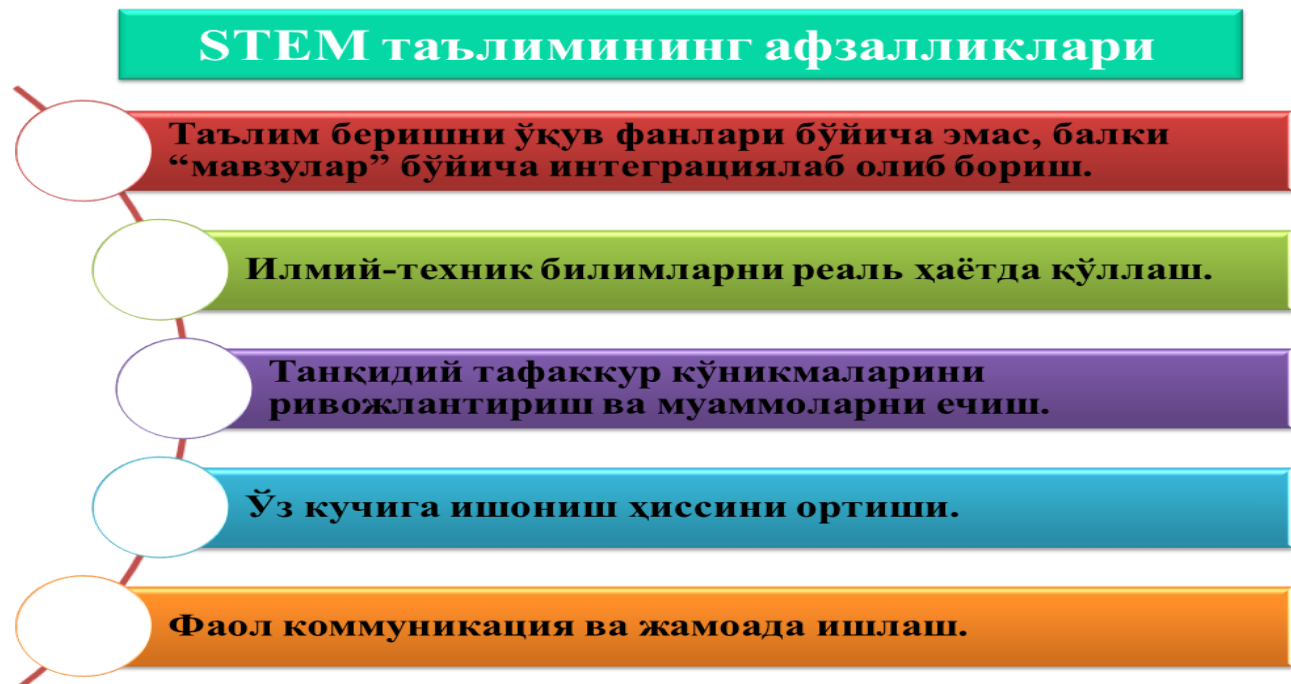 STEM таълимининг афзалликлари
Таълим беришни ўқув фанлари бўйича эмас, балки
“мавзулар” бўйича интеграциялаб олиб бориш.
Илмий-техник билимларни реаль ҳаётда қўллаш.
Танқидий тафаккур кўникмаларини
ривожлантириш ва муаммоларни ечиш.
Ўз кучига ишониш ҳиссини ортиши.
Фаол коммуникация ва жамоада ишлаш.